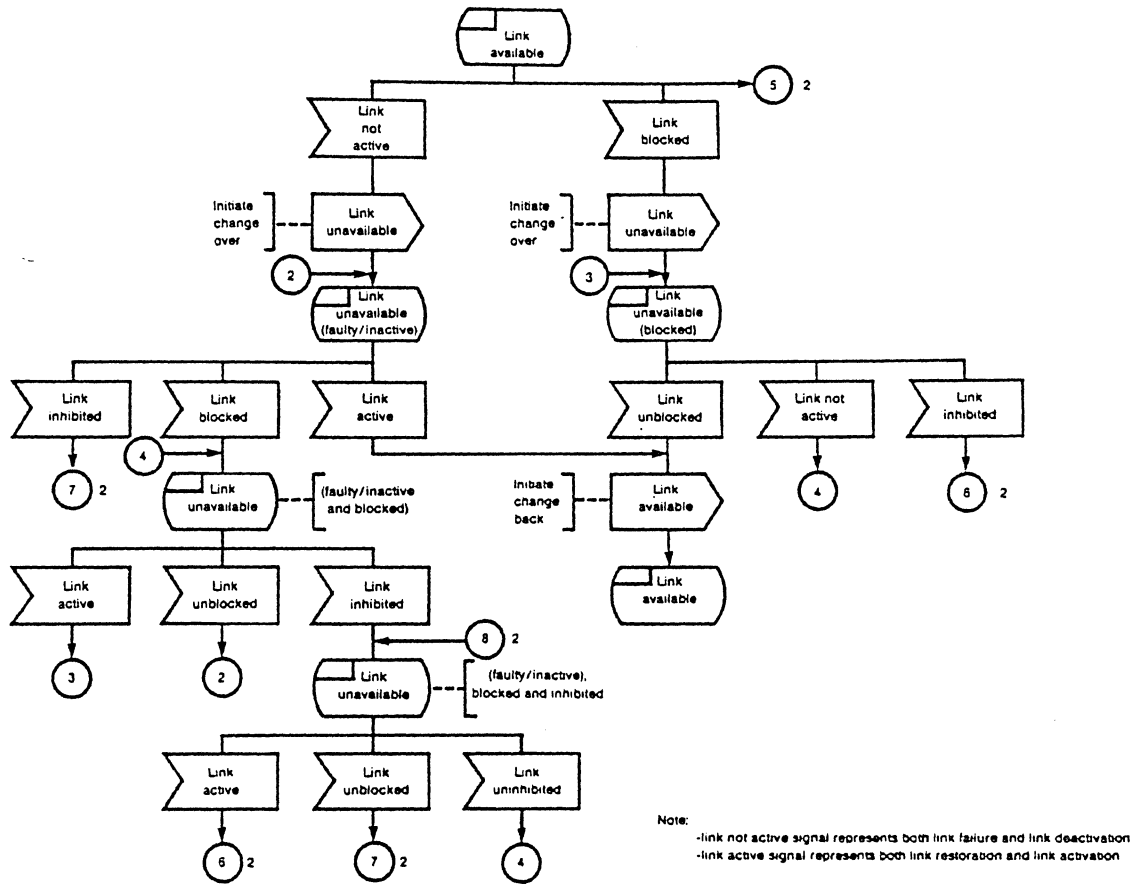 Link
available
5 2
Link
not
active
Link
blocked
Initiate
change
over
Link
unavailable
Initiate
change
over
Link
unavailable
2
3
Link
unavailable
(faulty/inactive)
Link
unavailable
(blocked)
Link
inhibited
Link
blocked
Link
active
Link
unblocked
Link not
active
Link
inhibited
4
7 2
Link
unavailable
(faulty/inactive
and blocked)
Initiate
change
back
Link
available
4
6 2
Link
active
Link
unblocked
Link
inhibited
Link
available
8 2
3
2
Link
unavailable
(faulty/inactive),
blocked and inhibited
Link
active
Link
unblocked
Link
uninhibited
6 2
7 2
4
Note:
-link not active signal represents both link failure and link deactivation
-link active signal represents both link restoration and link activation